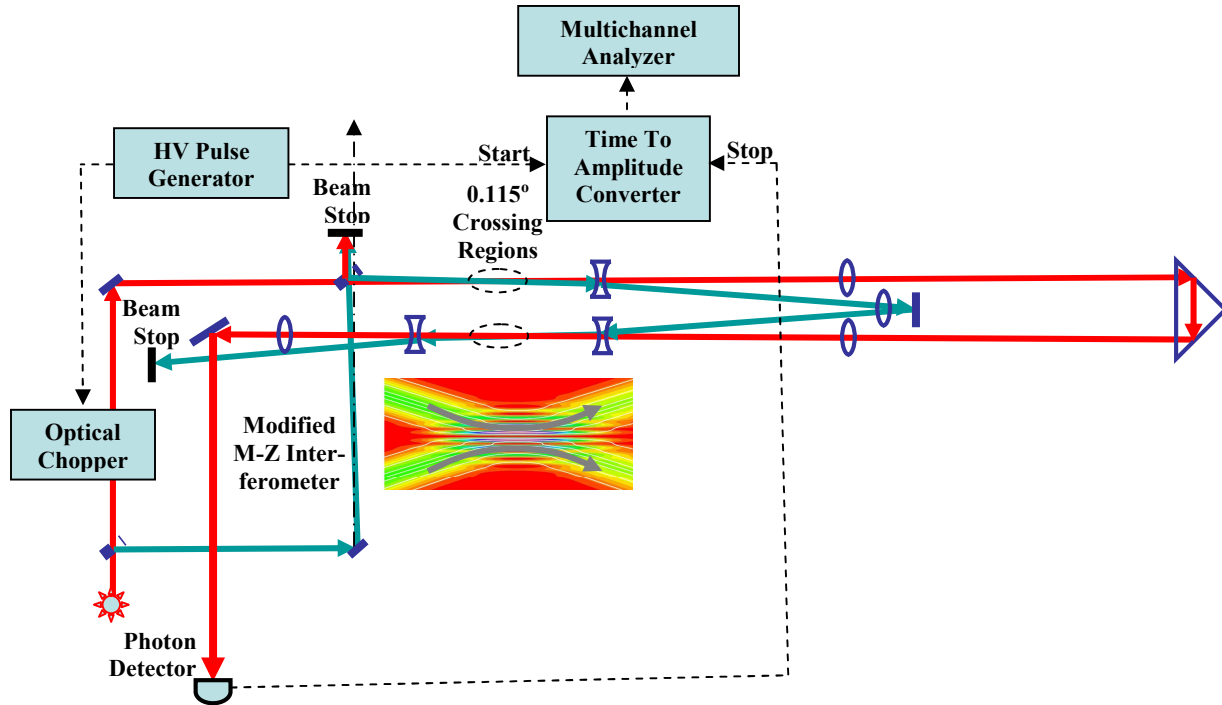 Multichannel
Analyzer
HV Pulse
Generator
Start
Time To
Amplitude
Converter
Stop
Beam
Stop
0.115º
Crossing
Regions
Beam
Stop
Optical
Chopper
Modified
M-Z Inter-
ferometer
Photon
Detector